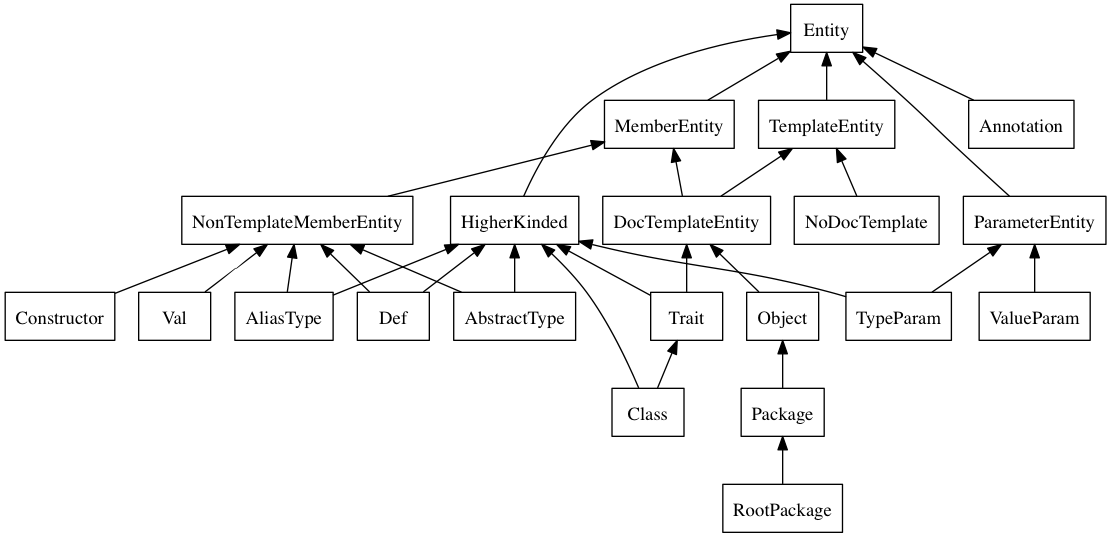 Entity
MemberEntity
TemplateEntity
Annotation
NonTemplateMemberEntity
HigherKinded
DocTemplateEntity
NoDocTemplate
ParameterEntity
Constructor
Val
AliasType
Def
AbstractType
Trait
Object
TypeParam
ValueParam
Class
Package
RootPackage